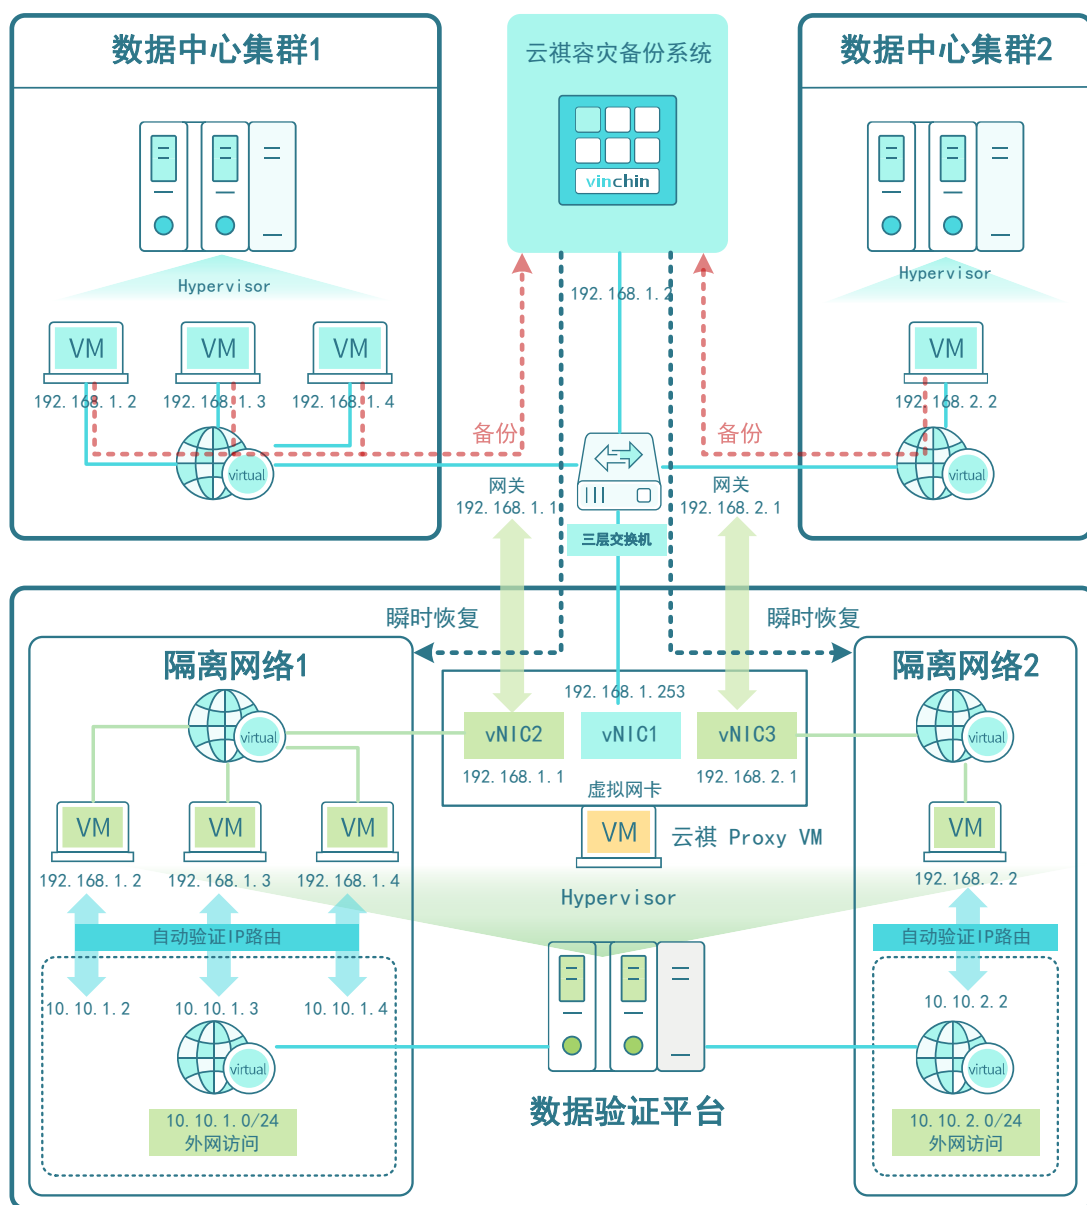 数据中心集群1
云祺容灾备份系统
数据中心集群2
vinchin
Hypervisor
Hypervisor
192.168.1.2
VM
VM
VM
VM
192.168.1.2
192.168.1.3
192.168.1.4
192.168.2.2
备份
备份
virtual
virtual
网关
192.168.1.1
网关
192.168.2.1
三层交换机
瞬时恢复
瞬时恢复
隔离网络1
隔离网络2
192.168.1.253
virtual
vNIC2
vNIC1
vNIC3
virtual
192.168.1.1
192.168.2.1
虚拟网卡
VM
VM
VM
VM
云祺 Proxy VM
VM
192.168.1.2
192.168.1.3
192.168.1.4
192.168.2.2
Hypervisor
自动验证IP路由
自动验证IP路由
10.10.1.2
10.10.1.3
10.10.1.4
10.10.2.2
virtual
virtual
数据验证平台
10.10.1.0/24
外网访问
10.10.2.0/24
外网访问